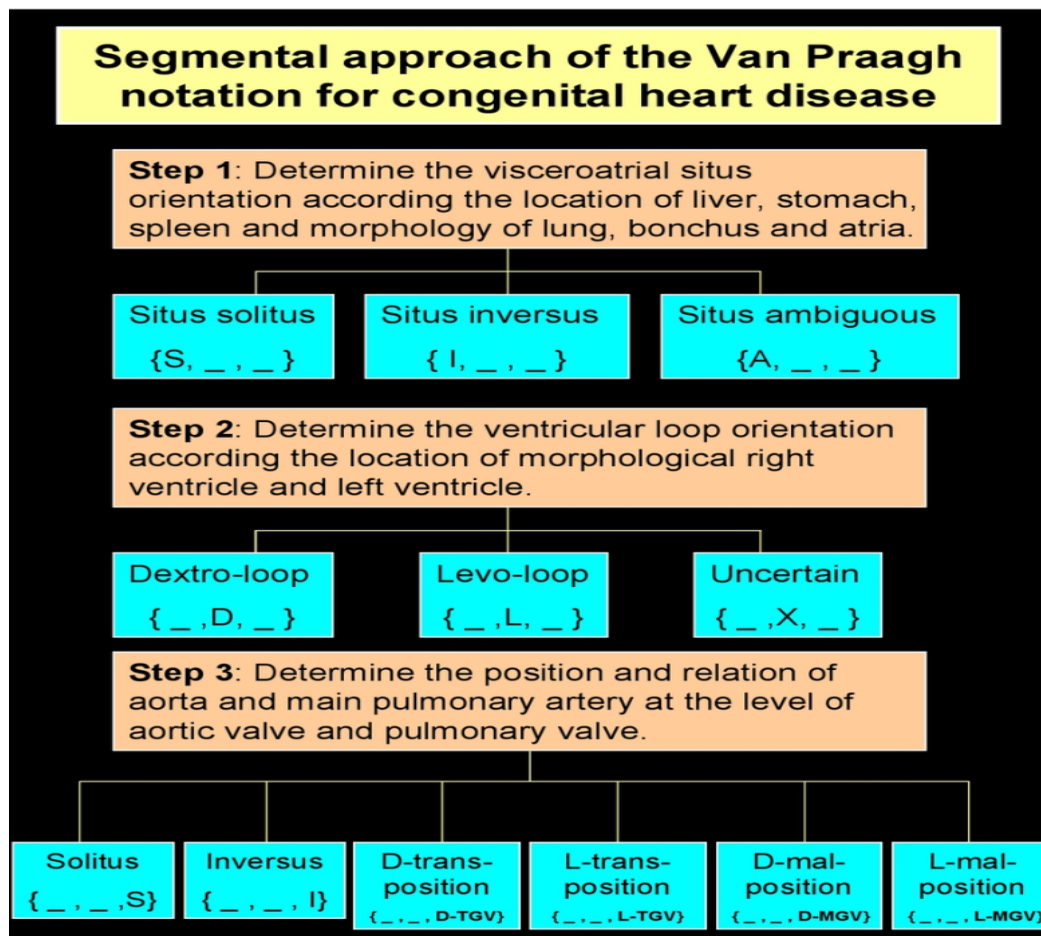 Segmental approach of the Van Praagh
notation for congenital heart disease
Step 1: Determine the visceroatrial situs
orientation according the location of liver, stomach,
spleen and morphology of lung, bonchus and atria.
Situs solitus
{S, _ , _ }
Situs inversus
{ I, _ , _ }
Situs ambiguous
{A, _ , _ }
Step 2: Determine the ventricular loop orientation
according the location of morphological right
ventricle and left ventricle.
Dextro-loop
{ _ ,D, _ }
Levo-loop
{ _ ,L, _ }
Uncertain
{ _ ,X, _ }
Step 3: Determine the position and relation of
aorta and main pulmonary artery at the level of
aortic valve and pulmonary valve.
Solitus
{ _ , _ ,S}
Inversus
{ _ , _ , I}
D-trans-
position
{ _ , _ , D-TGV}
L-trans-
position
{ _ , _ , L-TGV}
D-mal-
position
{ _ , _ , D-MGV}
L-mal-
position
{ _ , _ , L-MGV}